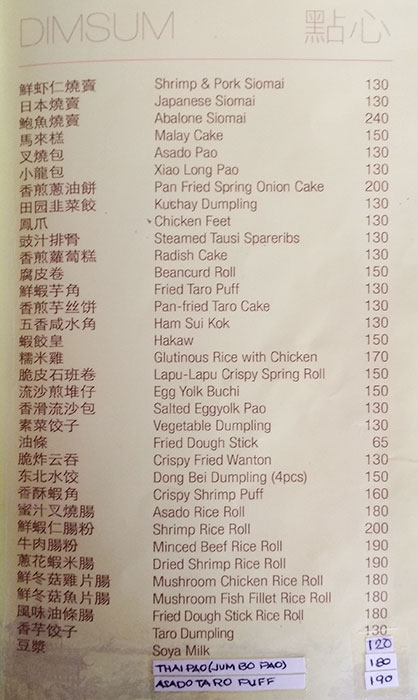 DIMSUM 點心
鮮虾仁燒賣 Shrimp & Pork Siomai 130
日本燒賣 Japanese Siomai 130
鮑魚燒賣 Abalone Siomai 240
馬來糕 Malay Cake 150
叉燒包 Asado Pao 130
小龍包 Xiao Long Pao 130
香煎蔥油餅 Pan Fried Spring Onion Cake 200
田园韭菜餃 Kuchay Dumpling 130
鳳爪 Chicken Feet 130
豉汁排骨 Steamed Tausi Spareribs 130
香煎蘿蔔糕 Radish Cake 130
腐皮卷 Beancurd Roll 150
鮮蝦芋角 Fried Taro Puff 130
香煎芋丝饼 Pan-fried Taro Cake 130
五香咸水角 Ham Sui Kok 130
蝦餃皇 Hakaw 150
糯米雞 Glutinous Rice with Chicken 170
脆皮石班卷 Lapu-Lapu Crispy Spring Roll 150
流沙煎堆仔 Egg Yolk Buchi 150
香滑流沙包 Salted Eggyolk Pao 130
素菜饺子 Vegetable Dumpling 130
油條 Fried Dough Stick 65
脆炸云吞 Crispy Fried Wanton 130
东北水饺 Dong Bei Dumpling (4pcs) 150
香酥蝦角 Crispy Shrimp Puff 160
蜜汁叉燒腸 Asado Rice Roll 180
鮮蝦仁腸粉 Shrimp Rice Roll 200
牛肉腸粉 Minced Beef Rice Roll 190
蔥花蝦米腸 Dried Shrimp Rice Roll 190
鮮冬菇雞片腸 Mushroom Chicken Rice Roll 180
鮮冬菇魚片腸 Mushroom Fish Fillet Rice Roll 180
風味油條腸 Fried Dough Stick Rice Roll 180
香芋饺子 Taro Dumpling 130
豆漿 Soya Milk 120
THAI PAO (JUMBO PAO) 180
ASADO TARO PUFF 190